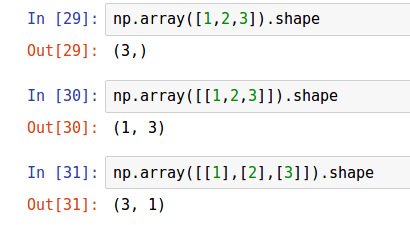 In [29]: np.array([1,2,3]).shape
Out[29]: (3,)
In [30]: np.array([[1,2,3]]).shape
Out[30]: (1, 3)
In [31]: np.array([[1],[2],[3]]).shape
Out[31]: (3, 1)